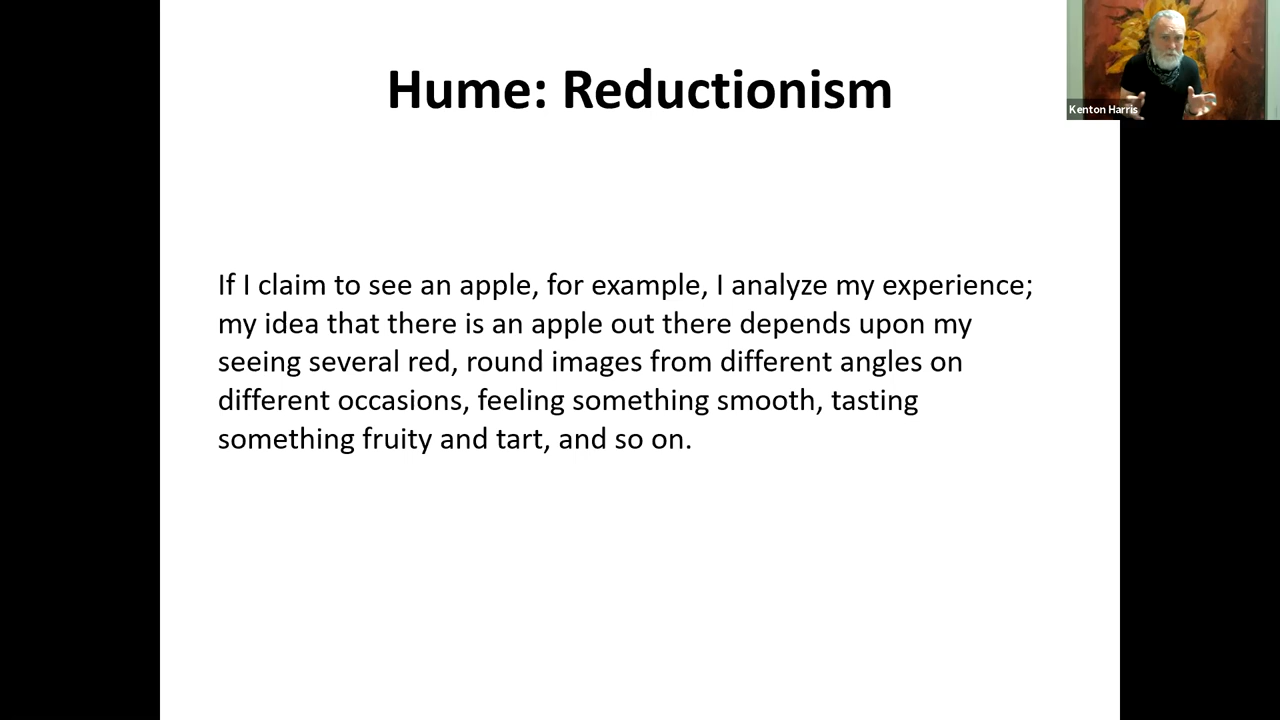 Hume: Reductionism
Kenton Harris
If I claim to see an apple, for example, I analyze my experience;
my idea that there is an apple out there depends upon my
seeing several red, round images from different angles on
different occasions, feeling something smooth, tasting
something fruity and tart, and so on.